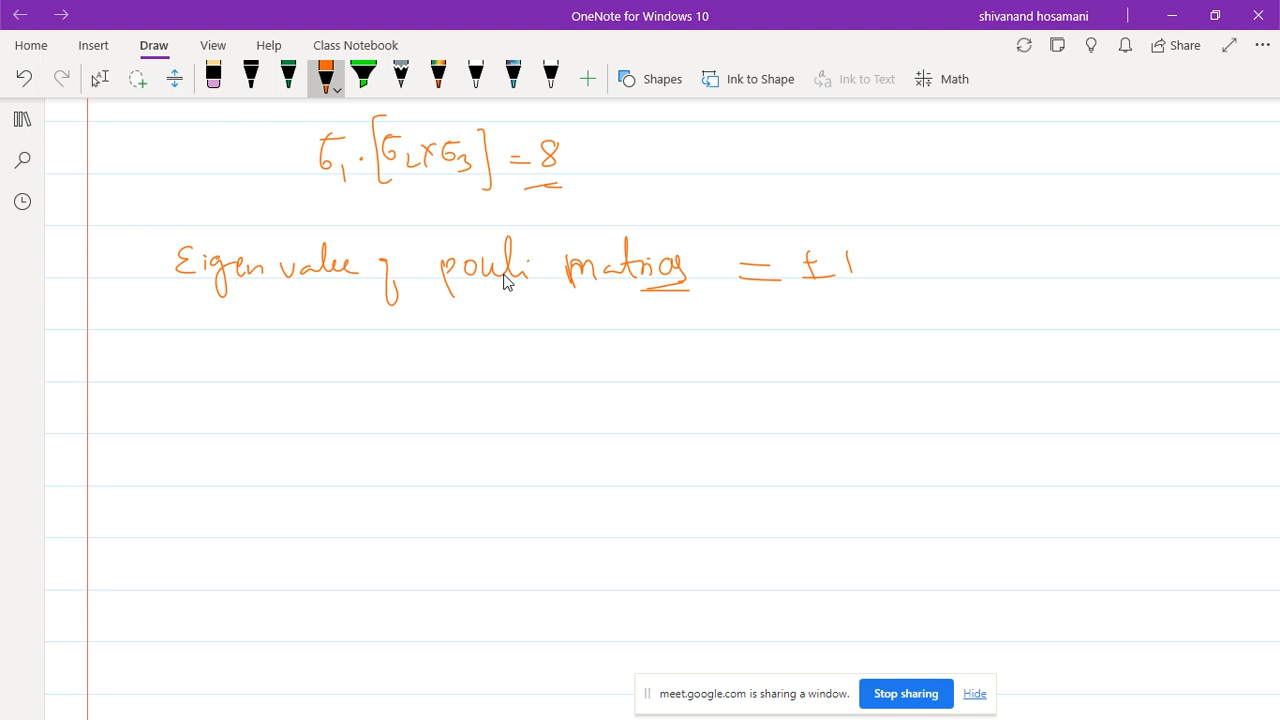 OneNote for Windows 10
shivanand hosamani
Home Insert Draw View Help Class Notebook
Share
Shapes Ink to Shape Ink to Text Math
σ1 · [σ2 × σ3] = 8
Eigen value of pouli matrios = ±1
meet.google.com is sharing a window. Stop sharing Hide